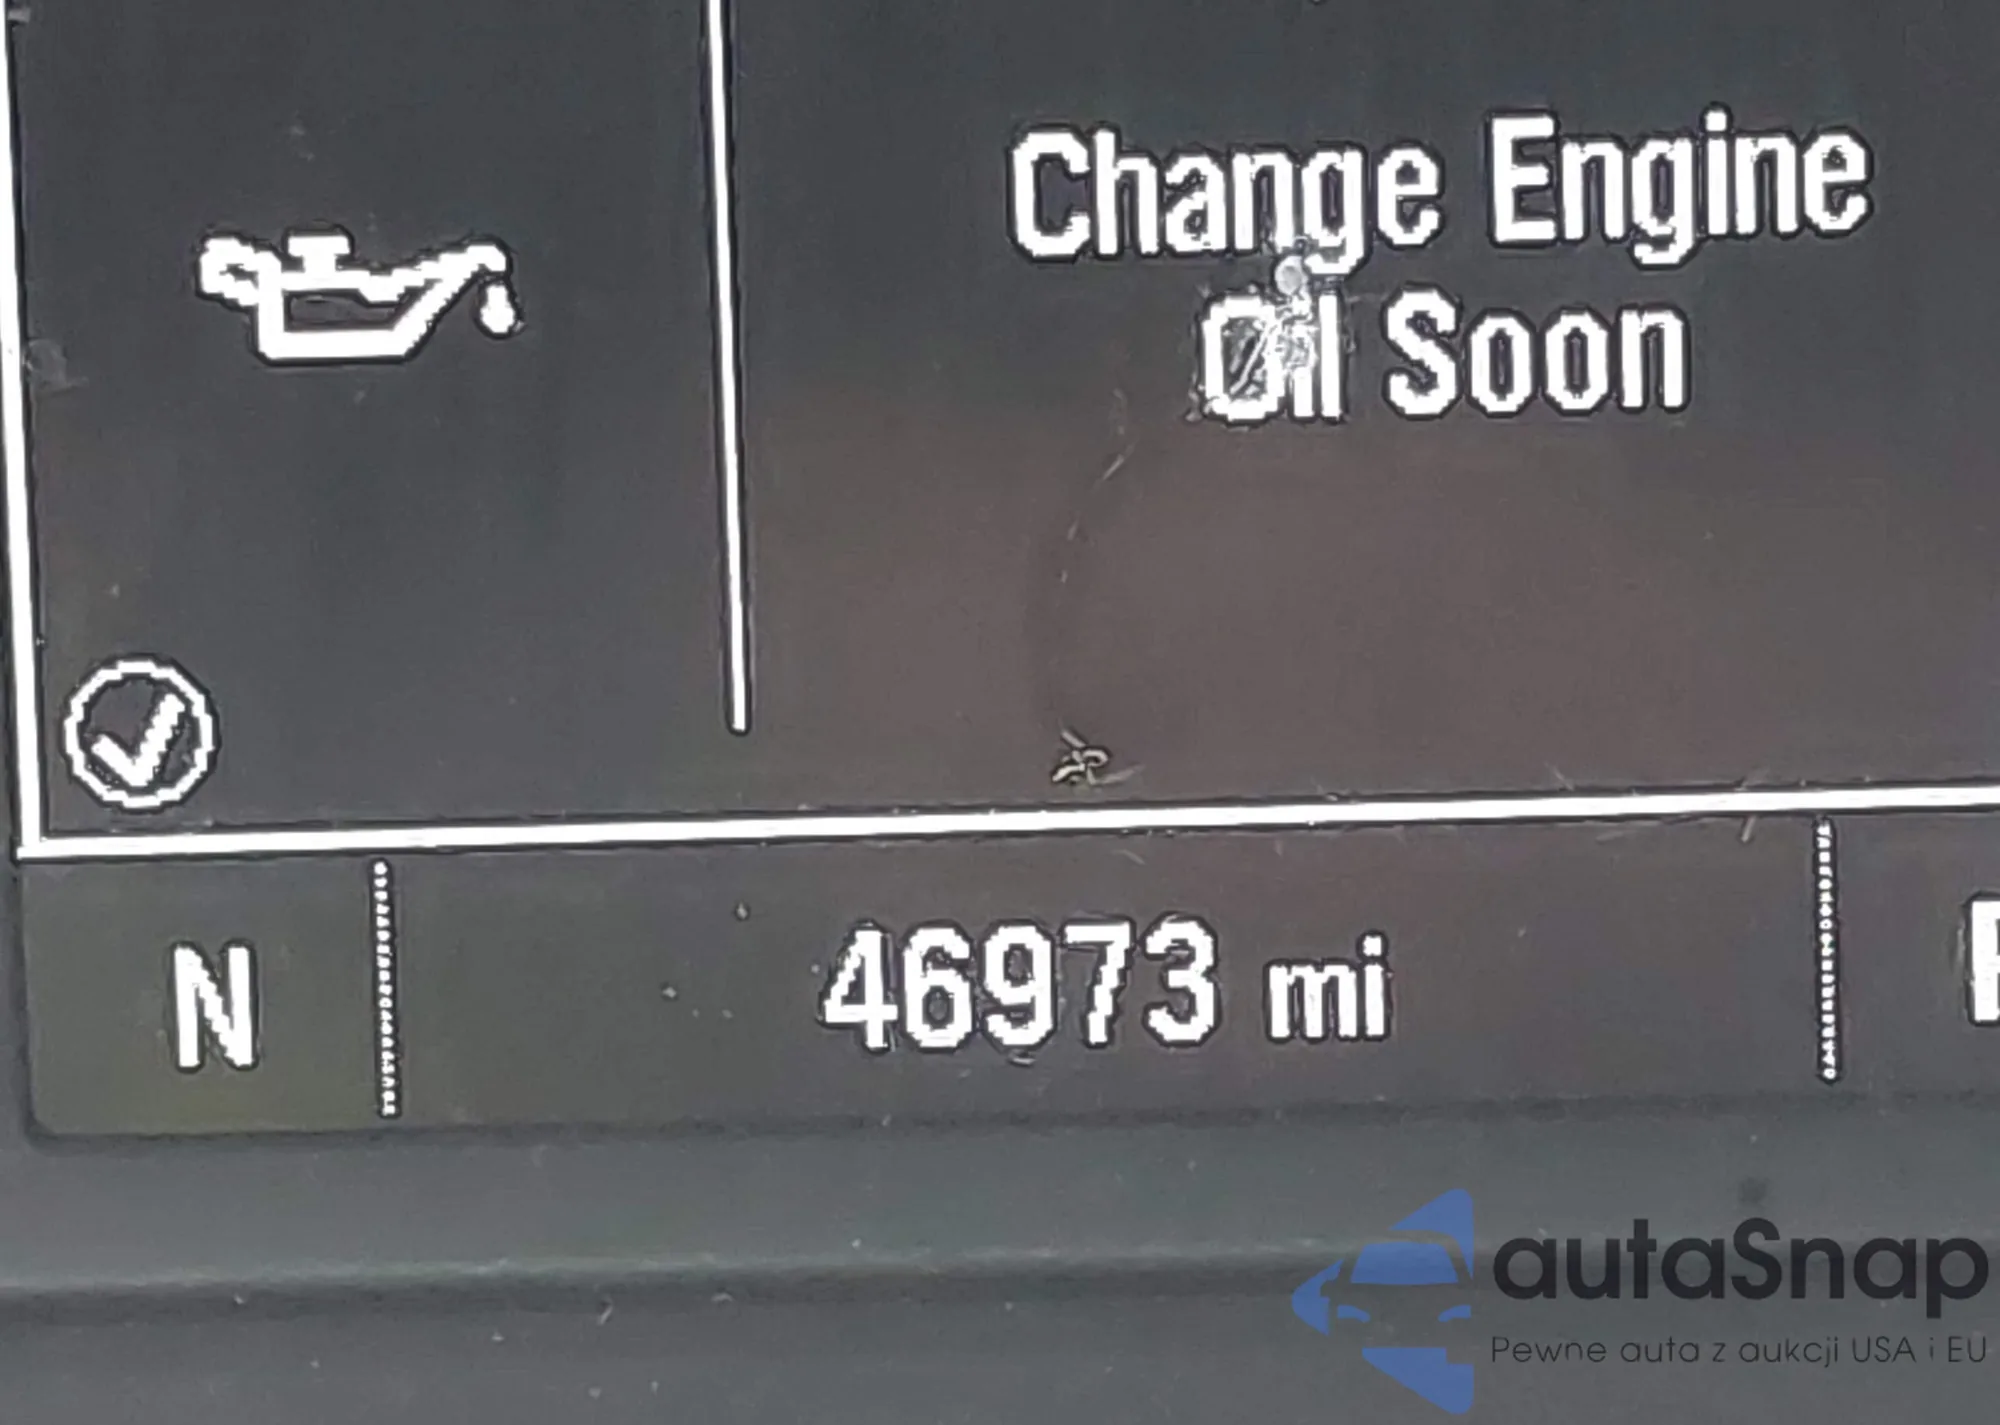 Change Engine
Oil Soon
N
46973 mi
autaSnap
Pewne auta z aukcji USA i EU